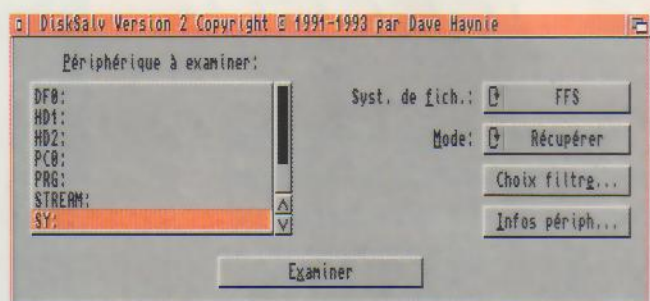 DiskSalv Version 2 Copyright © 1991-1993 par Dave Haynie
Périphérique à examiner:
DF0:
HD1:
HD2:
PC0:
PRG:
STREAM:
SY:
Syst. de fich.: FFS
Mode: Récupérer
Choix filtre...
Infos périph...
Examiner